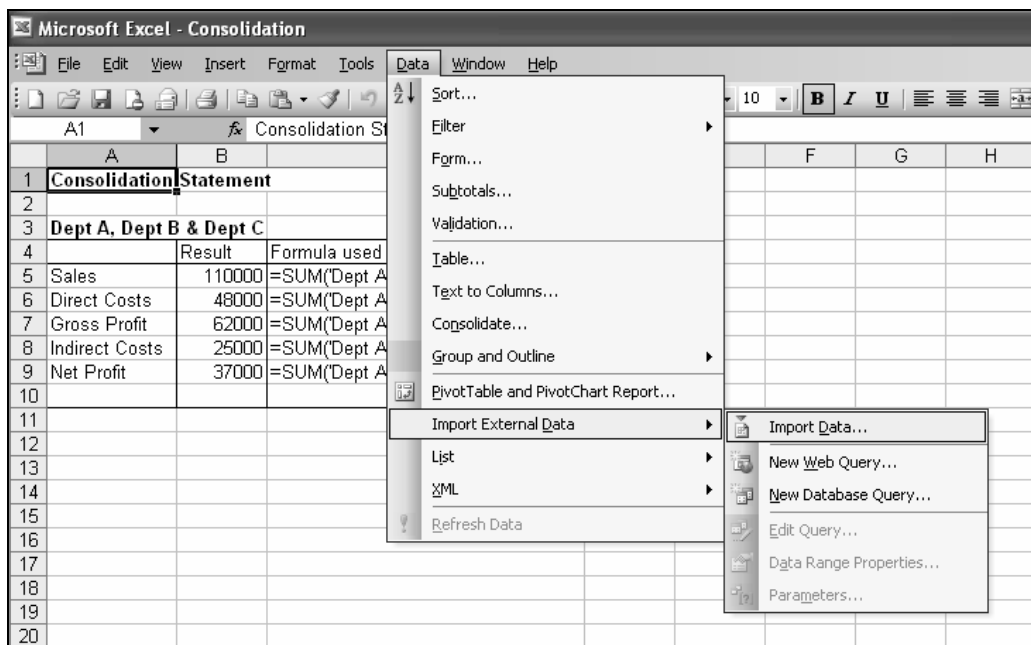 Microsoft Excel - Consolidation
File Edit View Insert Format Tools Data Window Help
10 B I U
A1 fx Consolidation St
A B F G H
1 Consolidation Statement
2
3 Dept A, Dept B & Dept C
4 Result Formula used
5 Sales 110000 =SUM('Dept A
6 Direct Costs 48000 =SUM('Dept A
7 Gross Profit 62000 =SUM('Dept A
8 Indirect Costs 25000 =SUM('Dept A
9 Net Profit 37000 =SUM('Dept A
10
11
12
13
14
15
16
17
18
19
20
Sort...
Filter
Form...
Subtotals...
Validation...
Table...
Text to Columns...
Consolidate...
Group and Outline
PivotTable and PivotChart Report...
Import External Data
List
XML
Refresh Data
Import Data...
New Web Query...
New Database Query...
Edit Query...
Data Range Properties...
Parameters...